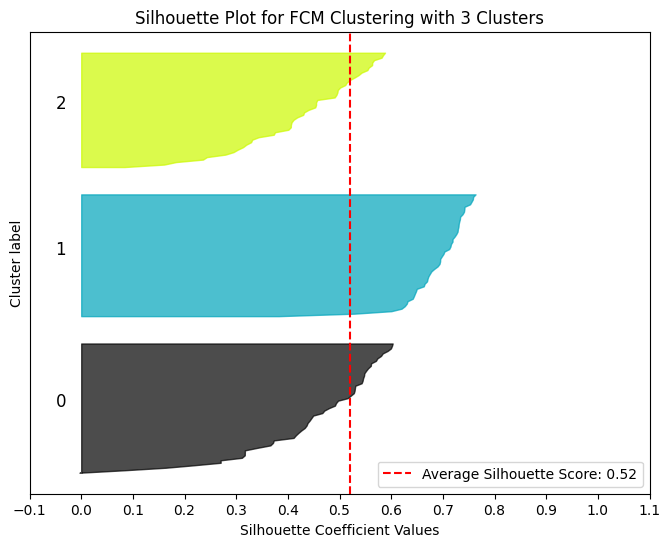 Silhouette Plot for FCM Clustering with 3 Clusters
Cluster label
2
1
0
Average Silhouette Score: 0.52
−0.1 0.0 0.1 0.2 0.3 0.4 0.5 0.6 0.7 0.8 0.9 1.0 1.1
Silhouette Coefficient Values